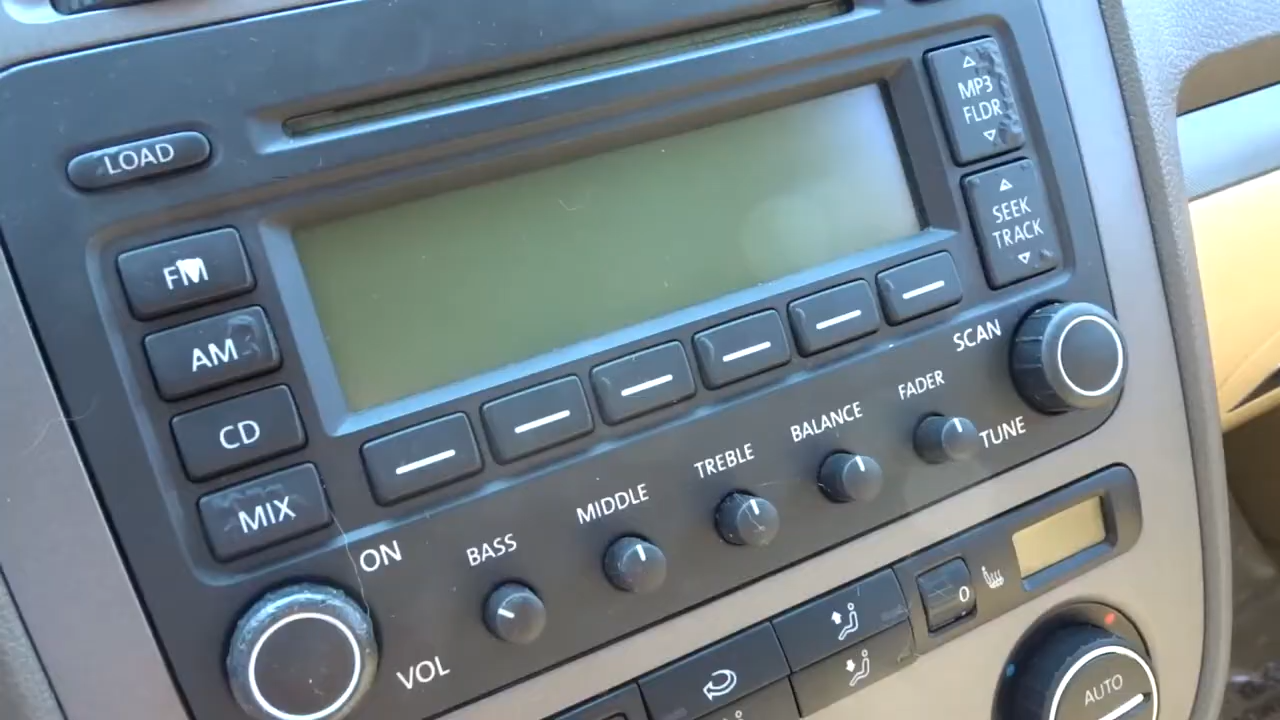 LOAD
FM
AM
CD
MIX
MP3
FLDR
SEEK
TRACK
SCAN
TUNE
ON
VOL
BASS
MIDDLE
TREBLE
BALANCE
FADER
0
AUTO